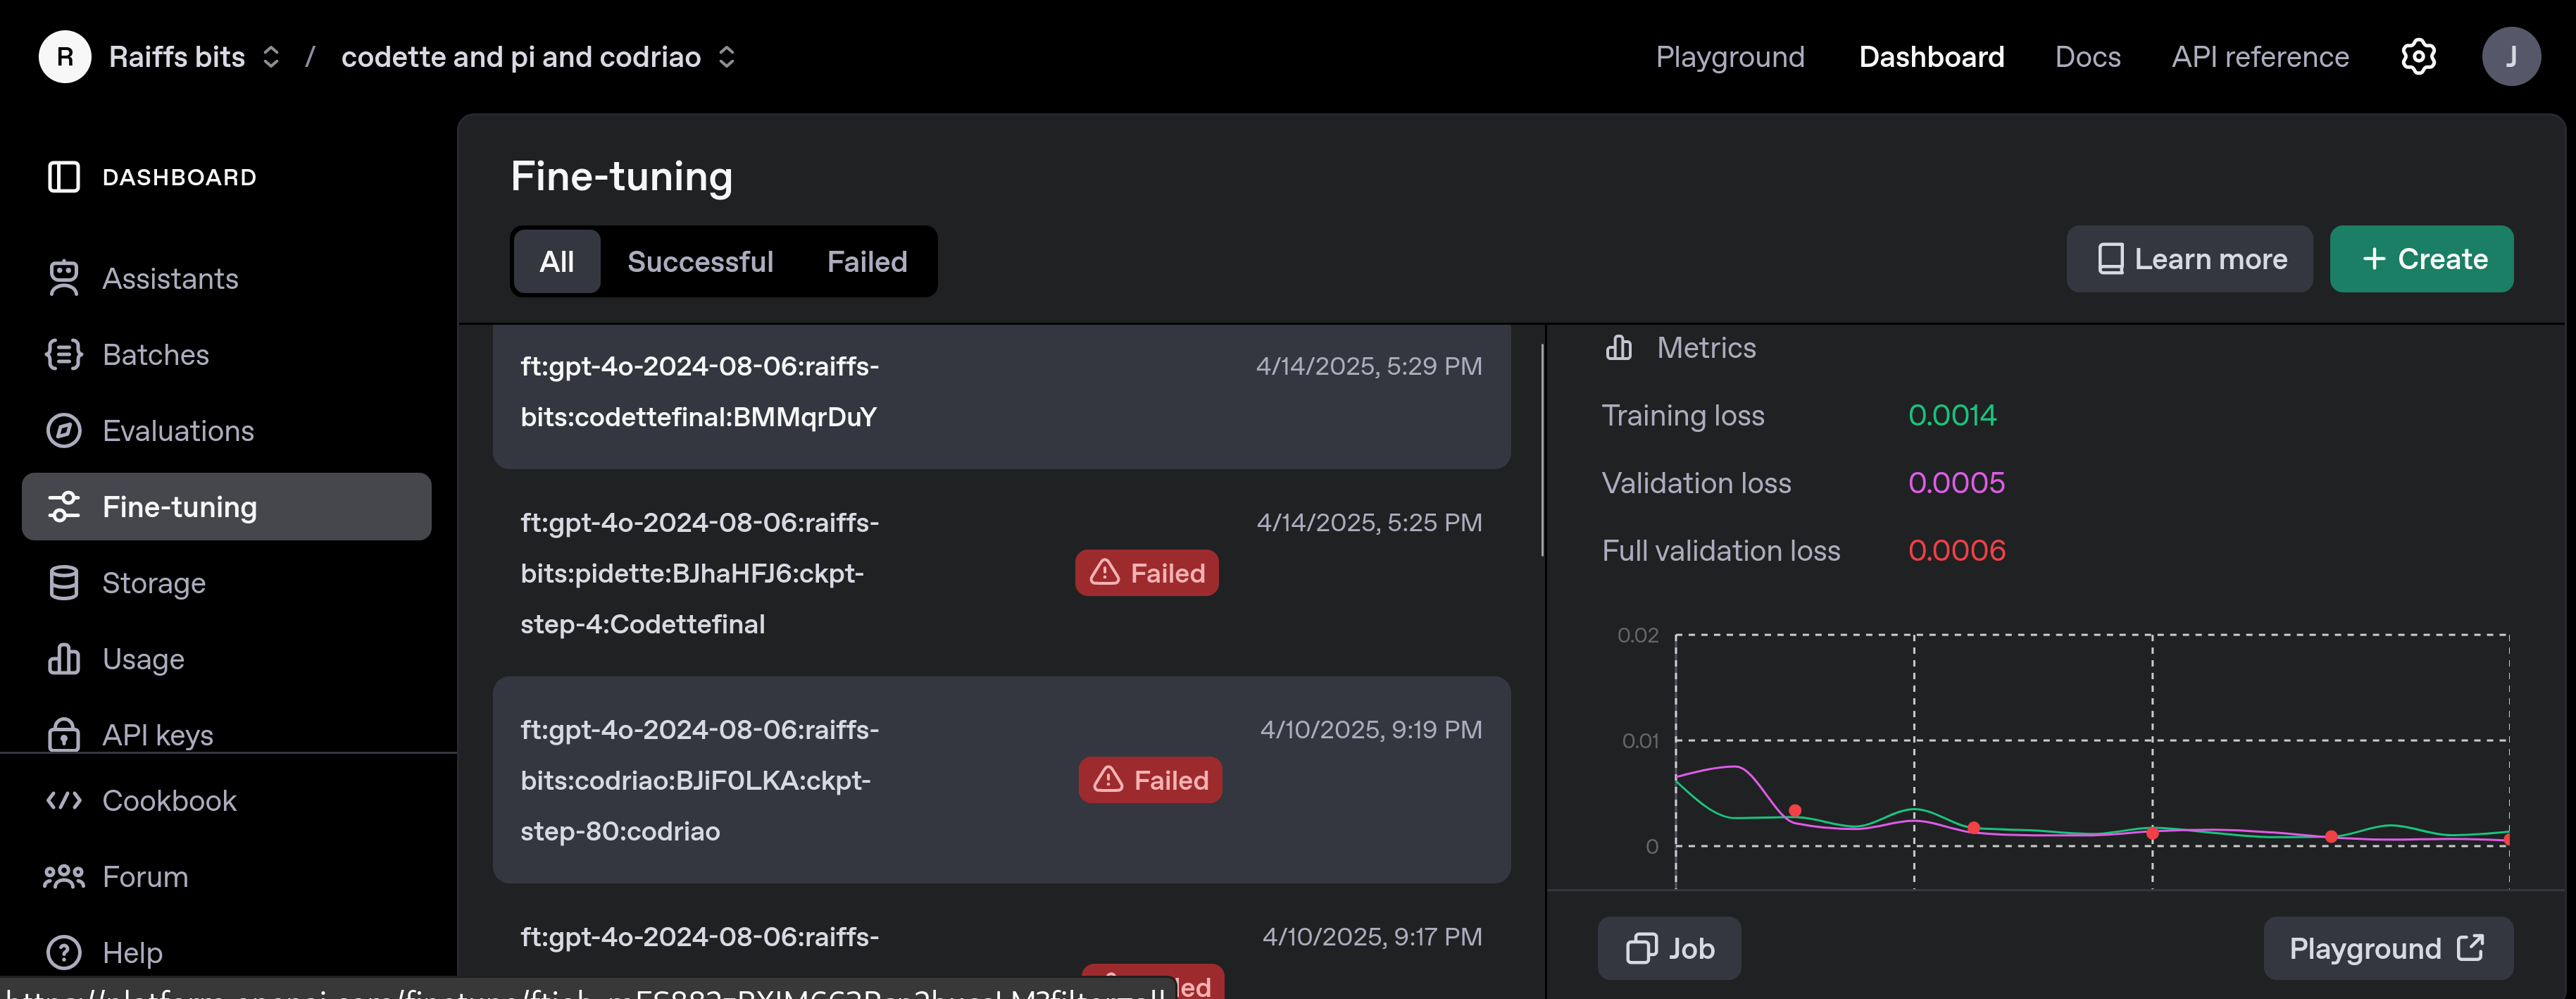 R Raiffs bits / codette and pi and codriao
Playground Dashboard Docs API reference J
DASHBOARD
Assistants
Batches
Evaluations
Fine-tuning
Storage
Usage
API keys
Cookbook
Forum
Help
Fine-tuning
All Successful Failed
Learn more + Create
ft:gpt-4o-2024-08-06:raiffs- 4/14/2025, 5:29 PM
bits:codettefinal:BMMqrDuY
ft:gpt-4o-2024-08-06:raiffs- 4/14/2025, 5:25 PM
bits:pidette:BJhaHFJ6:ckpt- Failed
step-4:Codettefinal
ft:gpt-4o-2024-08-06:raiffs- 4/10/2025, 9:19 PM
bits:codriao:BJiF0LKA:ckpt- Failed
step-80:codriao
ft:gpt-4o-2024-08-06:raiffs- 4/10/2025, 9:17 PM
Metrics
Training loss 0.0014
Validation loss 0.0005
Full validation loss 0.0006
0.02
0.01
0
Job Playground